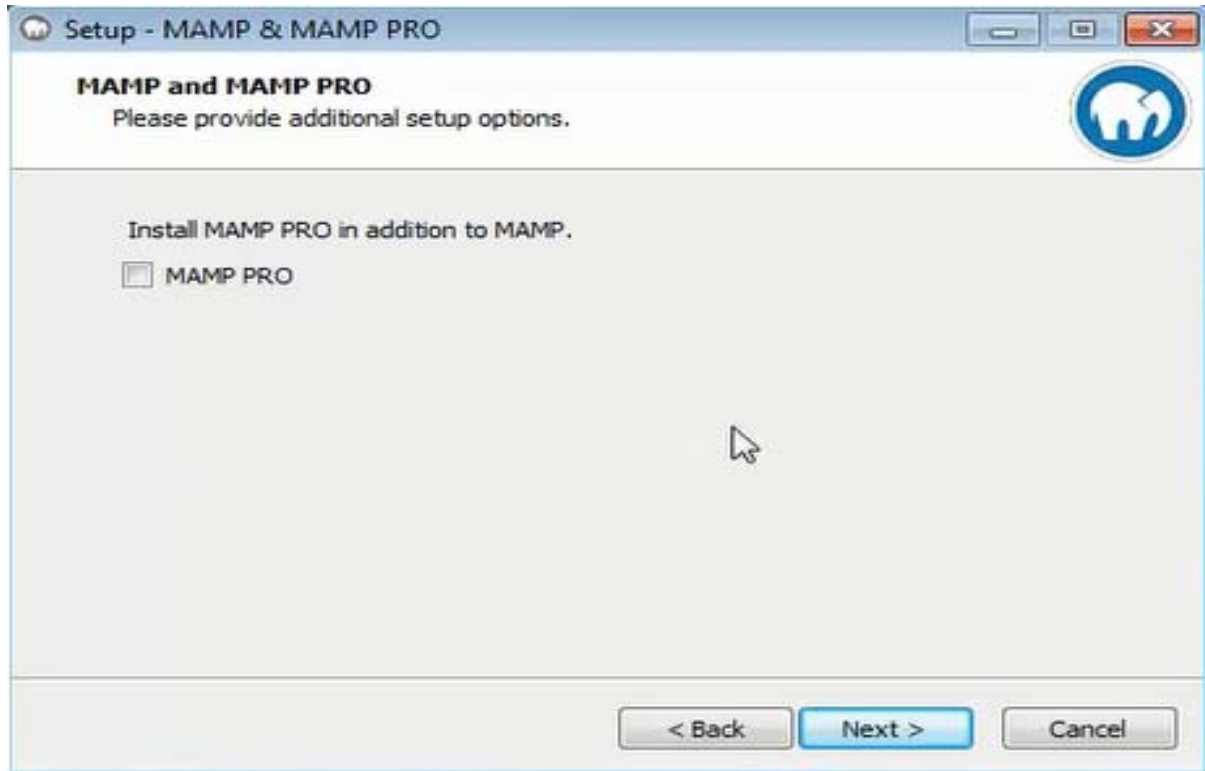 Setup - MAMP & MAMP PRO
MAMP and MAMP PRO
Please provide additional setup options.
Install MAMP PRO in addition to MAMP.
MAMP PRO
< Back Next > Cancel